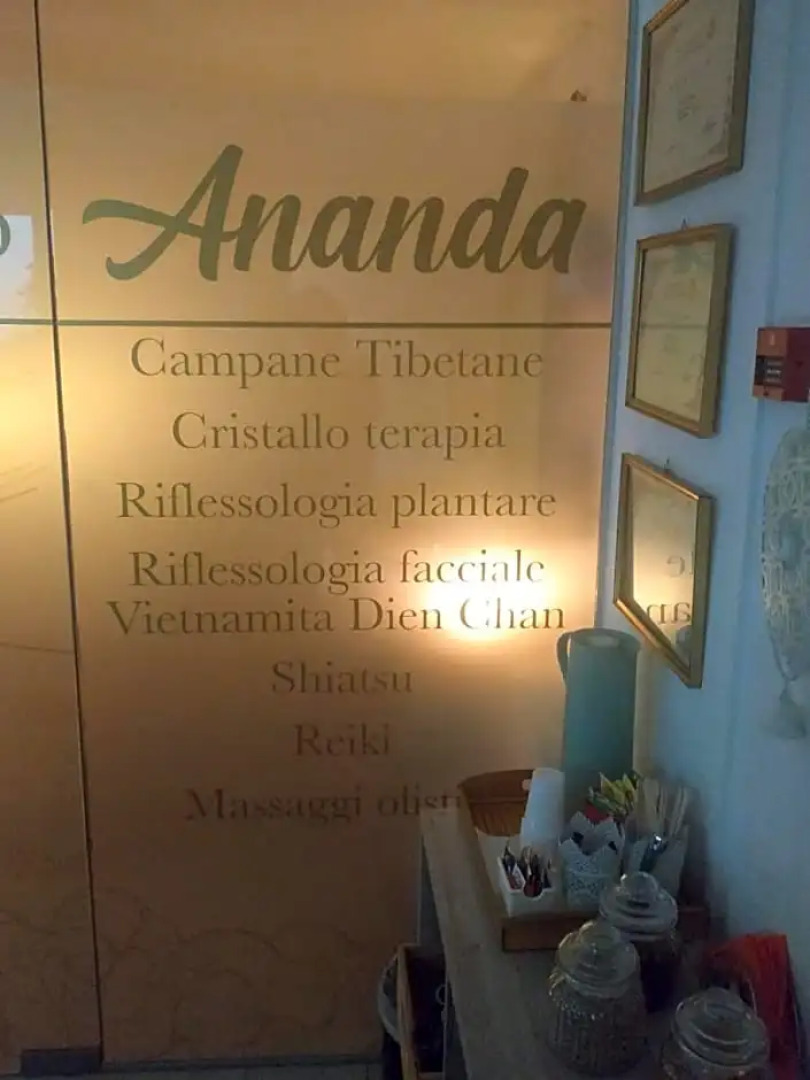 Ananda
Campane Tibetane
Cristallo terapia
Riflessologia plantare
Riflessologia facciale
Vietnamita Dien Chan
Shiatsu
Reiki
Massaggi